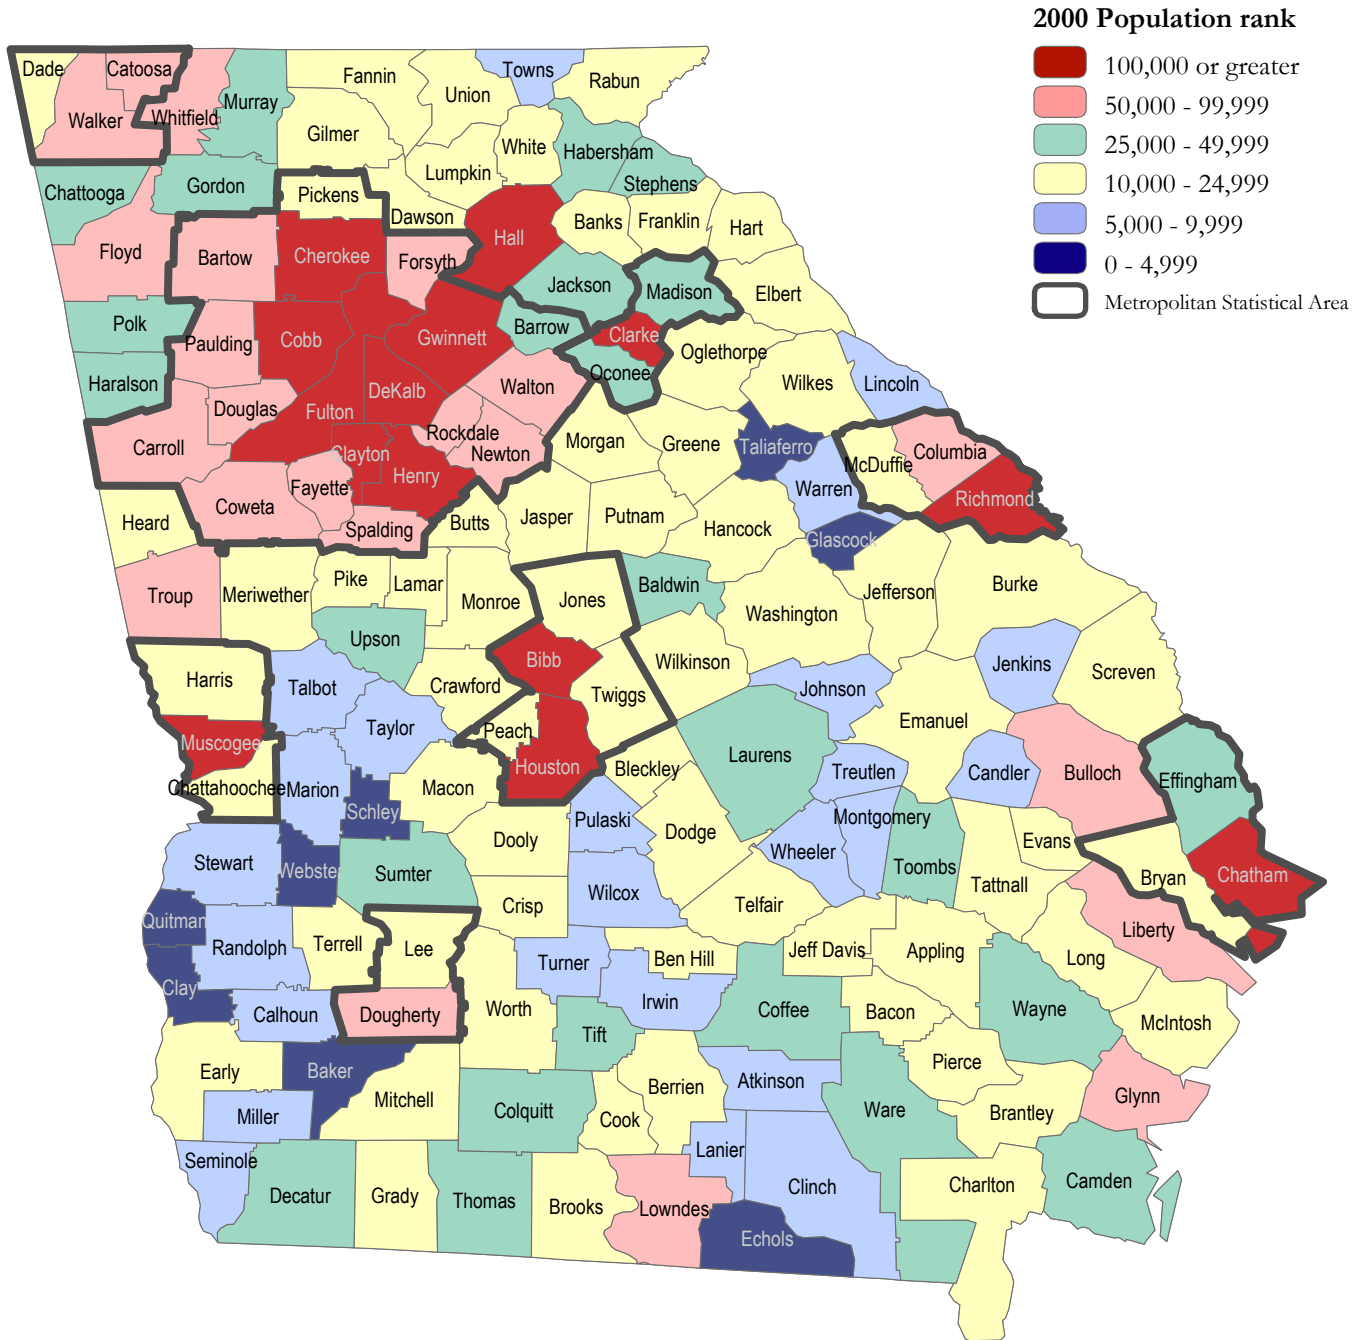 2000 Population rank
100,000 or greater
50,000 - 99,999
25,000 - 49,999
10,000 - 24,999
5,000 - 9,999
0 - 4,999
Metropolitan Statistical Area
Dade
Catoosa
Walker
Whitfield
Murray
Fannin
Union
Towns
Rabun
Gilmer
White
Habersham
Lumpkin
Stephens
Chattooga
Gordon
Pickens
Dawson
Banks
Franklin
Hart
Floyd
Bartow
Cherokee
Forsyth
Hall
Jackson
Madison
Elbert
Polk
Paulding
Cobb
Gwinnett
Barrow
Clarke
Oglethorpe
Haralson
Oconee
Wilkes
Lincoln
Douglas
Fulton
DeKalb
Walton
Carroll
Clayton
Rockdale
Newton
Morgan
Greene
Taliaferro
McDuffie
Columbia
Henry
Fayette
Coweta
Warren
Richmond
Heard
Spalding
Butts
Jasper
Putnam
Hancock
Glascock
Troup
Meriwether
Pike
Lamar
Monroe
Jones
Baldwin
Washington
Jefferson
Burke
Upson
Harris
Talbot
Crawford
Bibb
Twiggs
Wilkinson
Johnson
Jenkins
Screven
Taylor
Peach
Emanuel
Muscogee
Houston
Bleckley
Laurens
Treutlen
Candler
Bulloch
Effingham
Chattahoochee
Marion
Schley
Macon
Pulaski
Dodge
Montgomery
Dooly
Wheeler
Toombs
Evans
Stewart
Webster
Sumter
Tattnall
Bryan
Chatham
Quitman
Randolph
Terrell
Lee
Crisp
Wilcox
Telfair
Liberty
Clay
Turner
Ben Hill
Jeff Davis
Appling
Long
Calhoun
Dougherty
Worth
Irwin
Coffee
Bacon
Wayne
McIntosh
Tift
Early
Baker
Mitchell
Berrien
Atkinson
Pierce
Miller
Colquitt
Cook
Ware
Brantley
Glynn
Seminole
Decatur
Grady
Thomas
Brooks
Lowndes
Lanier
Clinch
Charlton
Camden
Echols